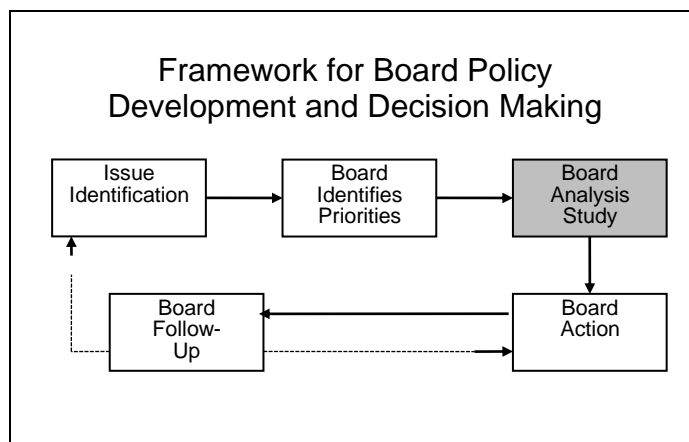 Framework for Board Policy
Development and Decision Making
Issue
Identification
Board
Identifies
Priorities
Board
Analysis
Study
Board
Follow-
Up
Board
Action